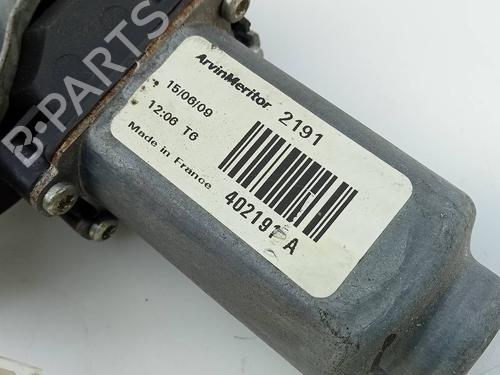 B-PARTS
ArvinMeritor 2191
15/06/09
12:06 T6
Made in France
402191 A